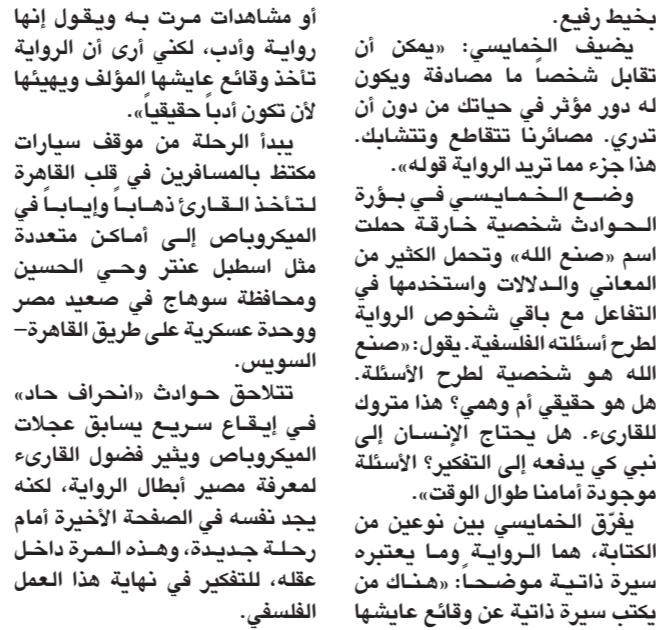 بخيط رفيع.
يضيف الخمايسي: «يمكن أن
تقابل شخصاً ما مصادفة ويكون
له دور مؤثر في حياتك من دون أن
تدري. مصائرنا تتقاطع وتتشابك.
هذا جزء مما تريد الرواية قوله».
وضع الخمايسي في بؤرة
الحوادث شخصية خارقة حملت
اسم «صنع الله» وتحمل الكثير من
المعاني والدلالات واستخدمها في
التفاعل مع باقي شخوص الرواية
لطرح أسئلته الفلسفية. يقول: «صنع
الله هو شخصية لطرح الأسئلة.
هل هو حقيقي أم وهمي؟ هذا متروك
للقارىء. هل يحتاج الإنسان إلى
نبي كي يدفعه إلى التفكير؟ الأسئلة
موجودة أمامنا طوال الوقت».
يفرّق الخمايسي بين نوعين من
الكتابة، هما الرواية وما يعتبره
سيرة ذاتية موضحاً: «هناك من
يكتب سيرة ذاتية عن وقائع عايشها
أو مشاهدات مرت به ويقول إنها
رواية وأدب، لكني أرى أن الرواية
تأخذ وقائع عايشها المؤلف ويهيئها
لأن تكون أدباً حقيقياً».
يبدأ الرحلة من موقف سيارات
مكتظ بالمسافرين في قلب القاهرة
لتأخذ القارئ ذهاباً وإياباً في
الميكروباص إلى أماكن متعددة
مثل اسطبل عنتر وحي الحسين
ومحافظة سوهاج في صعيد مصر
ووحدة عسكرية على طريق القاهرة–
السويس.
تتلاحق حوادث «انحراف حاد»
في إيقاع سريع يسابق عجلات
الميكروباص ويثير فضول القارىء
لمعرفة مصير أبطال الرواية، لكنه
يجد نفسه في الصفحة الأخيرة أمام
رحلة جديدة، وهذه المرة داخل
عقله، للتفكير في نهاية هذا العمل
الفلسفي.